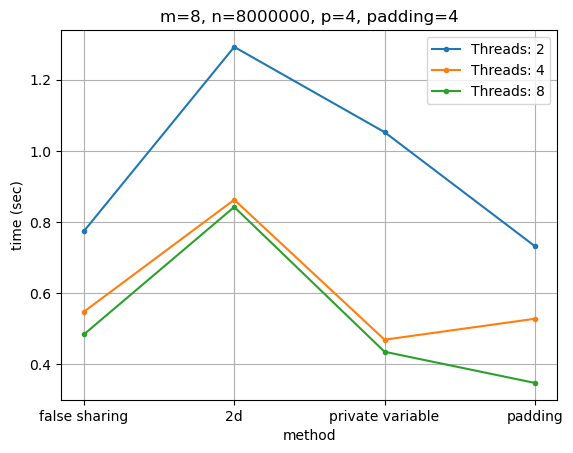 m=8, n=8000000, p=4, padding=4
Threads: 2
Threads: 4
Threads: 8
time (sec)
1.2
1.0
0.8
0.6
0.4
false sharing 2d private variable padding
method